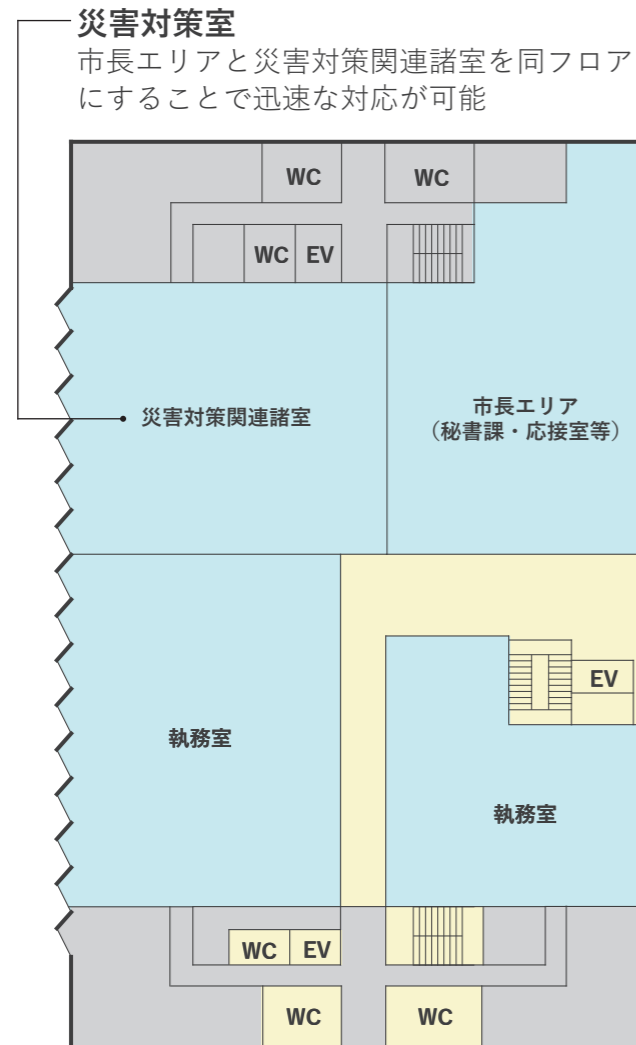 災害対策室
市長エリアと災害対策関連諸室を同フロア
にすることで迅速な対応が可能
WC
WC
WC
EV
災害対策関連諸室
市長エリア
（秘書課・応接室等）
EV
執務室
執務室
WC
EV
WC
WC